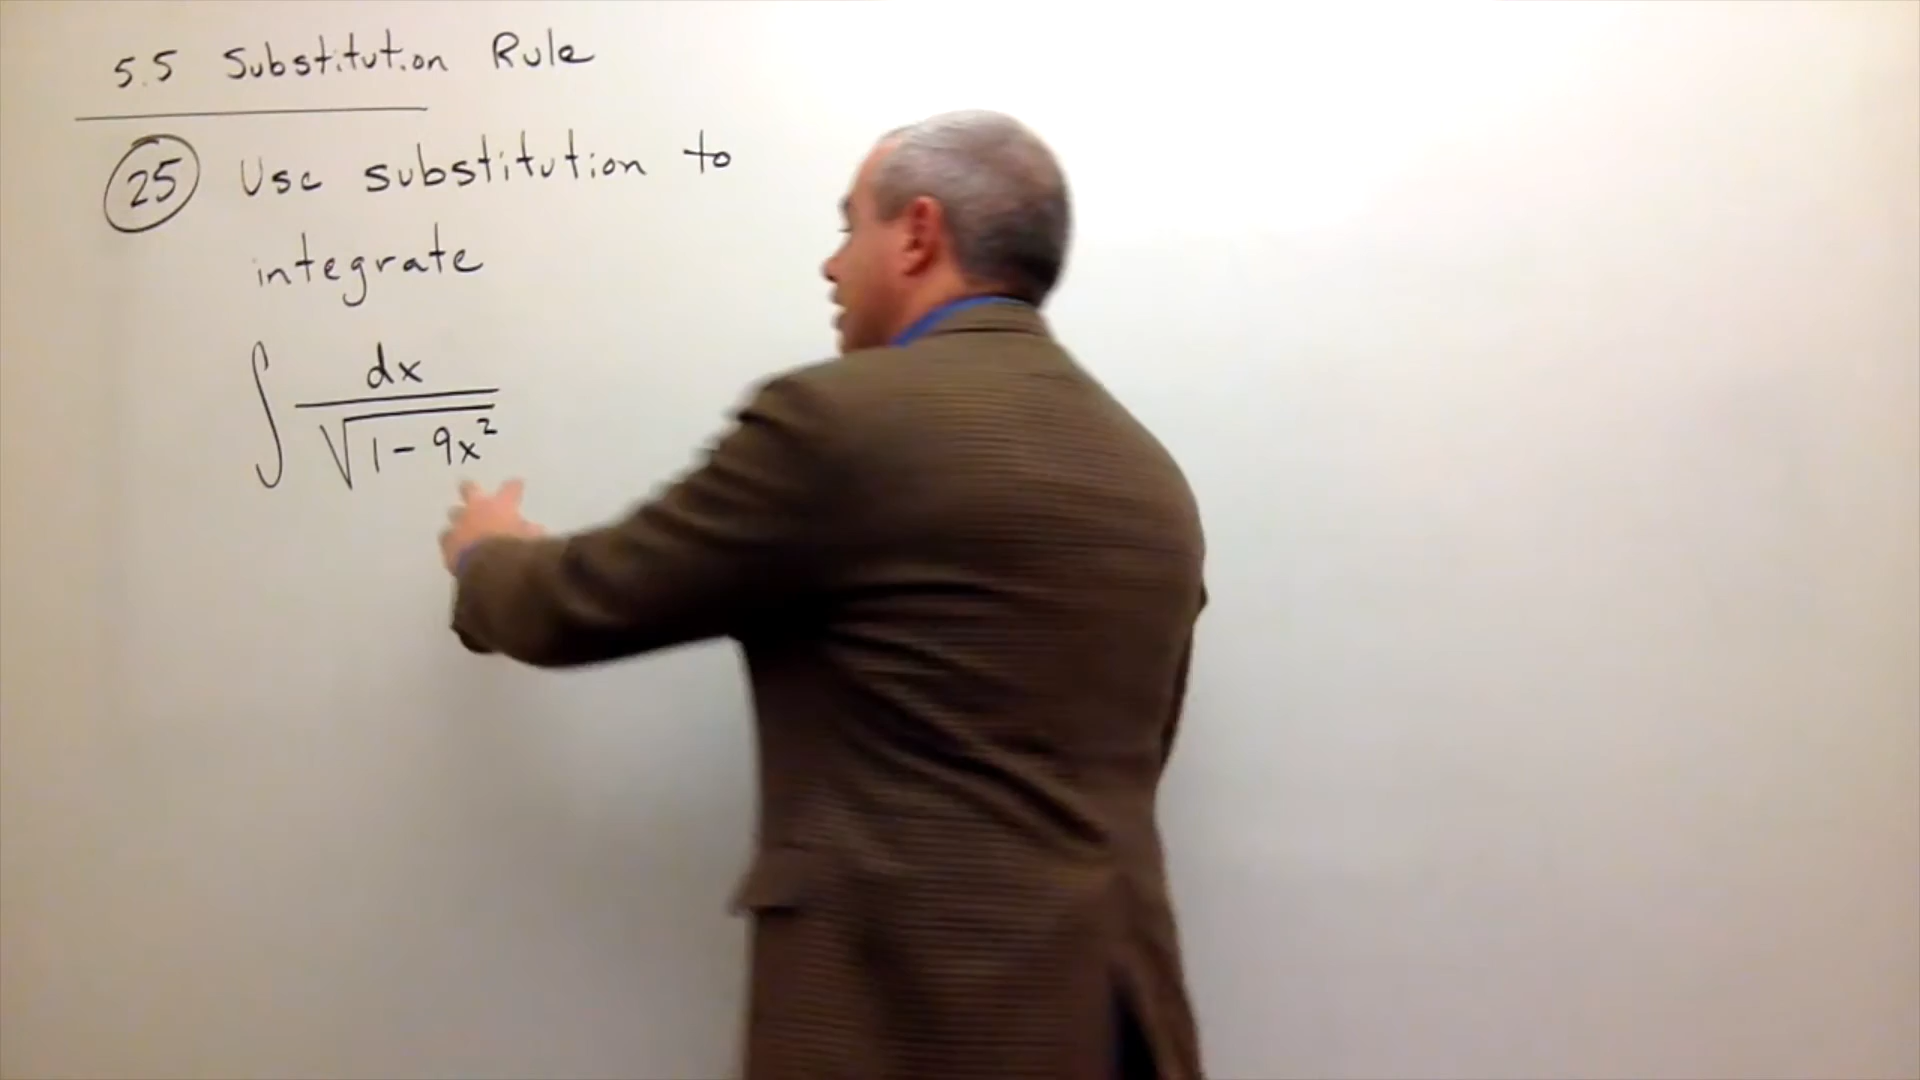 5.5 Substitution Rule
25 Use substitution to
integrate
∫ dx / √(1 - 9x²)